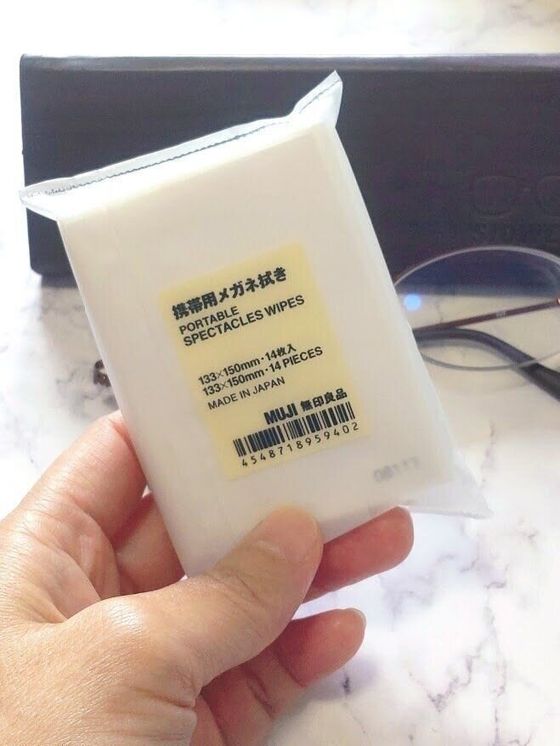 携帯用メガネ拭き
PORTABLE
SPECTACLES WIPES
133×150mm・14枚入
133×150mm・14 PIECES
MADE IN JAPAN
MUJI 無印良品
4548718959402